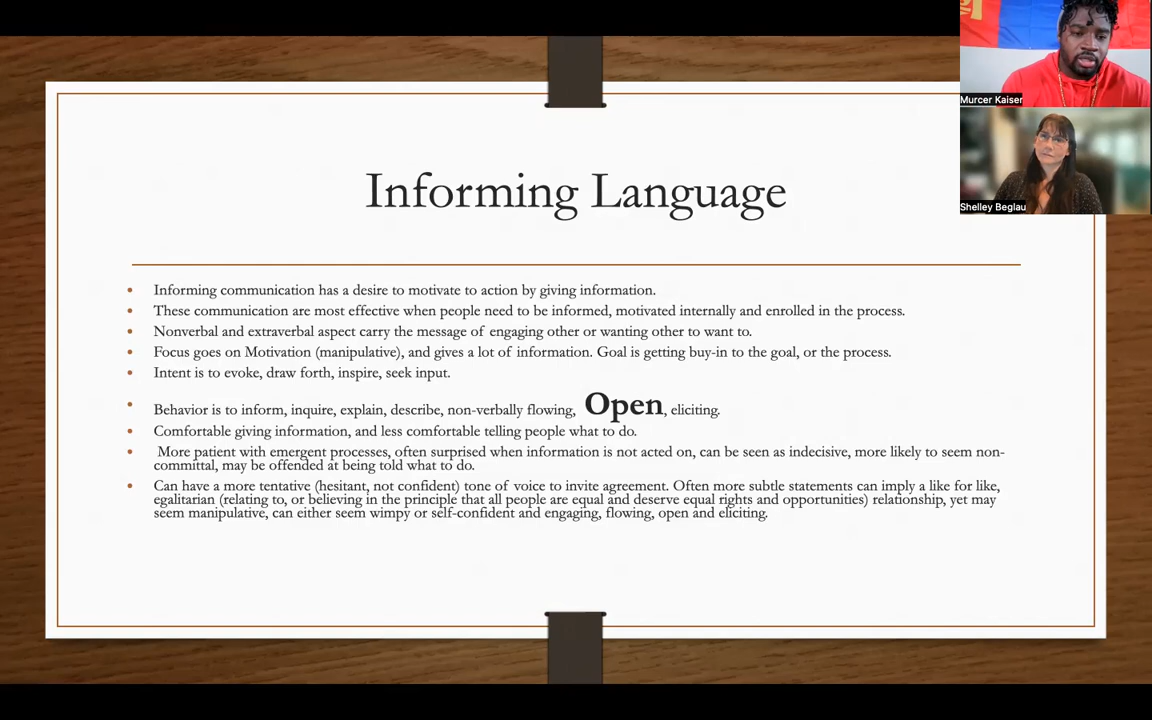 Murcer Kaiser
Shelley Beglau
Informing Language
• Informing communication has a desire to motivate to action by giving information.
• These communication are most effective when people need to be informed, motivated internally and enrolled in the process.
• Nonverbal and extraverbal aspect carry the message of engaging other or wanting other to want to.
• Focus goes on Motivation (manipulative), and gives a lot of information. Goal is getting buy-in to the goal, or the process.
• Intent is to evoke, draw forth, inspire, seek input.
• Behavior is to inform, inquire, explain, describe, non-verbally flowing, Open, eliciting.
• Comfortable giving information, and less comfortable telling people what to do.
• More patient with emergent processes, often surprised when information is not acted on, can be seen as indecisive, more likely to seem non-
committal, may be offended at being told what to do.
• Can have a more tentative (hesitant, not confident) tone of voice to invite agreement. Often more subtle statements can imply a like for like,
egalitarian (relating to, or believing in the principle that all people are equal and deserve equal rights and opportunities) relationship, yet may
seem manipulative, can either seem wimpy or self-confident and engaging, flowing, open and eliciting.